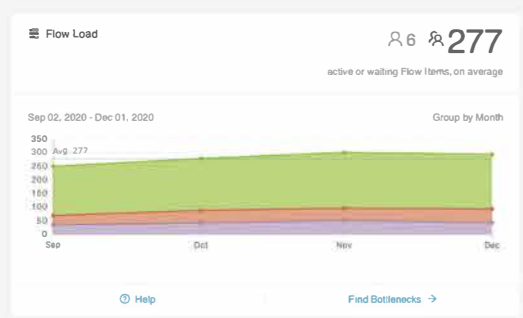 Flow Load
6 277
active or waiting Flow Items, on average
Sep 02, 2020 - Dec 01, 2020 Group by Month
350
300
Avg 277
250
200
150
100
50
0
Sep Oct Nov Dec
Help Find Bottlenecks →